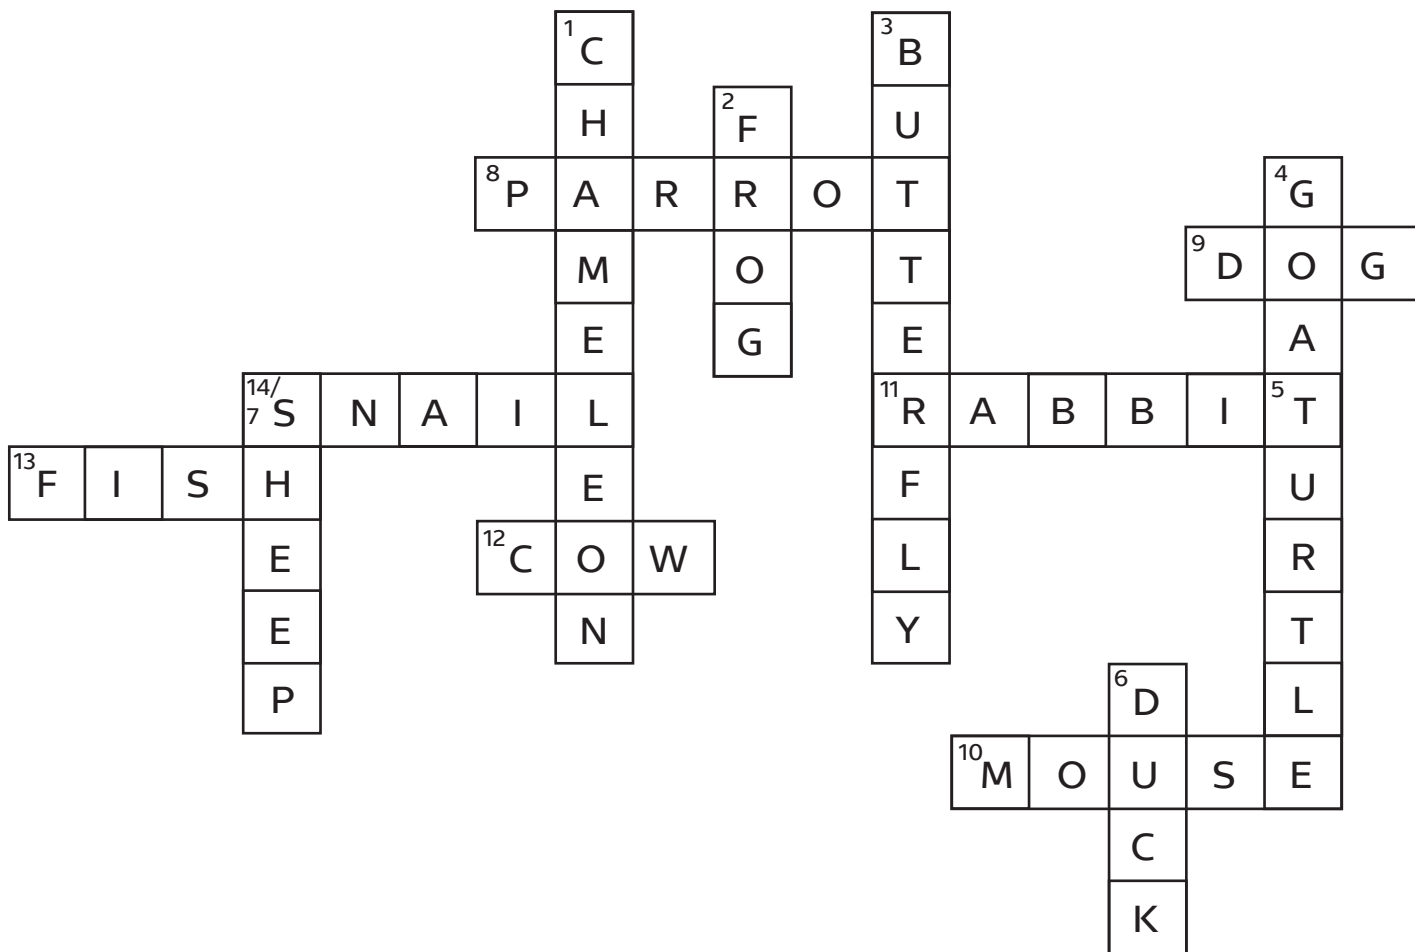 1 C 3 B
H 2 F U
8 P A R R O T 4 G
M O T 9 D O G
E G E A
14/ 7 S N A I L 11 R A B B I 5 T
13 F I S H E F U
E 12 C O W L R
E N Y T
P 6 D L
10 M O U S E
C
K